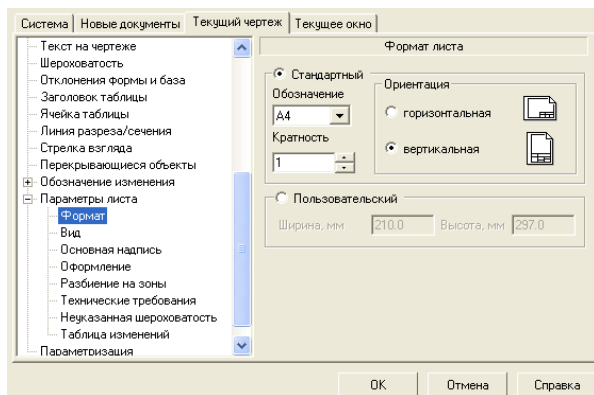 Система
Новые документы
Текущий чертеж
Текущее окно
Текст на чертеже
Шероховатость
Отклонения формы и база
Заголовок таблицы
Ячейка таблицы
Линия разреза/сечения
Стрелка взгляда
Перекрывающиеся объекты
Обозначение изменения
Параметры листа
Формат
Вид
Основная надпись
Оформление
Разбиение на зоны
Технические требования
Неуказанная шероховатость
Таблица изменений
Параметризация
Формат листа
Стандартный
Обозначение
A4
Кратность
1
Ориентация
горизонтальная
вертикальная
Пользовательский
Ширина, мм 210.0 Высота, мм 297.0
OK Отмена Справка